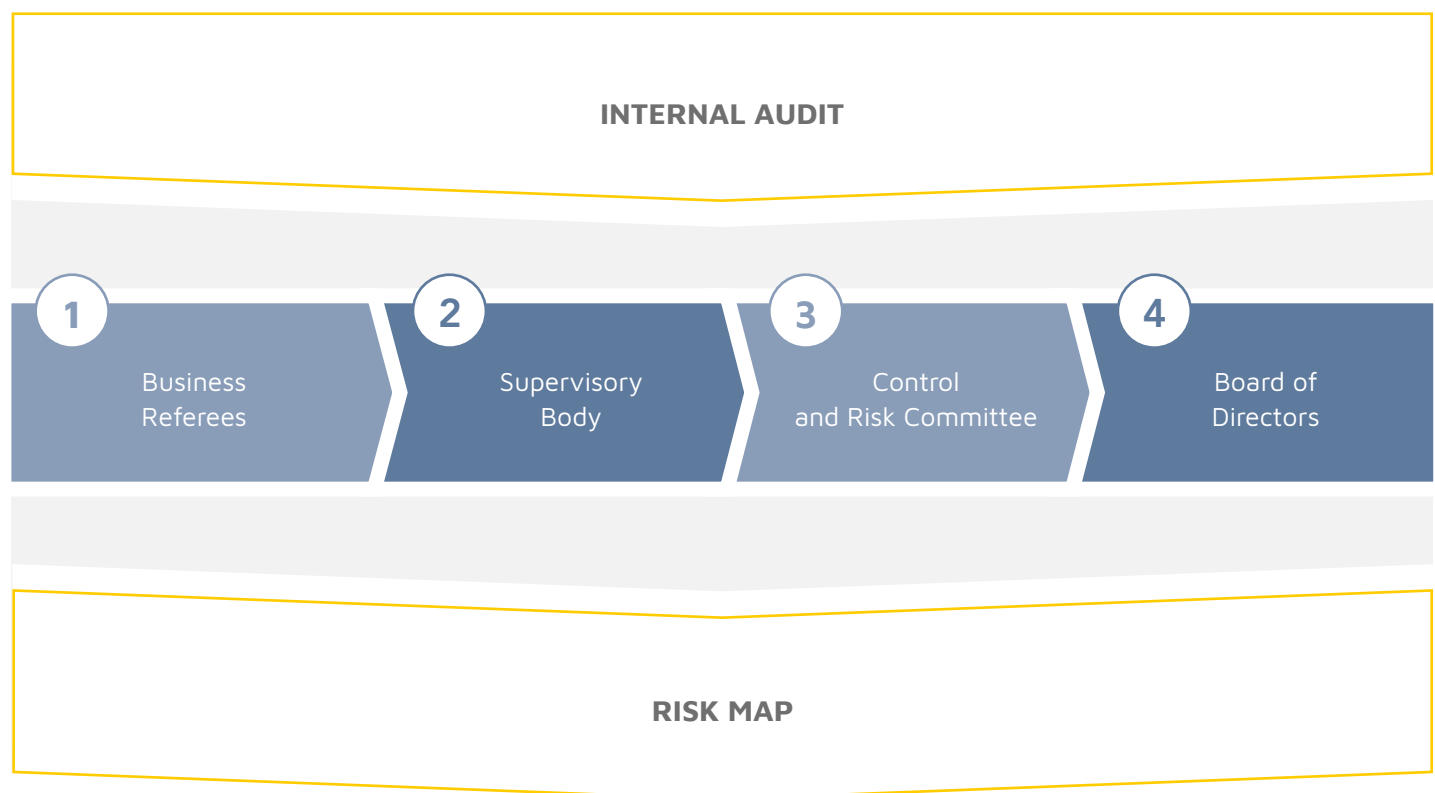 INTERNAL AUDIT
1
2
3
4
Business
Referees
Supervisory
Body
Control
and Risk Committee
Board of
Directors
RISK MAP